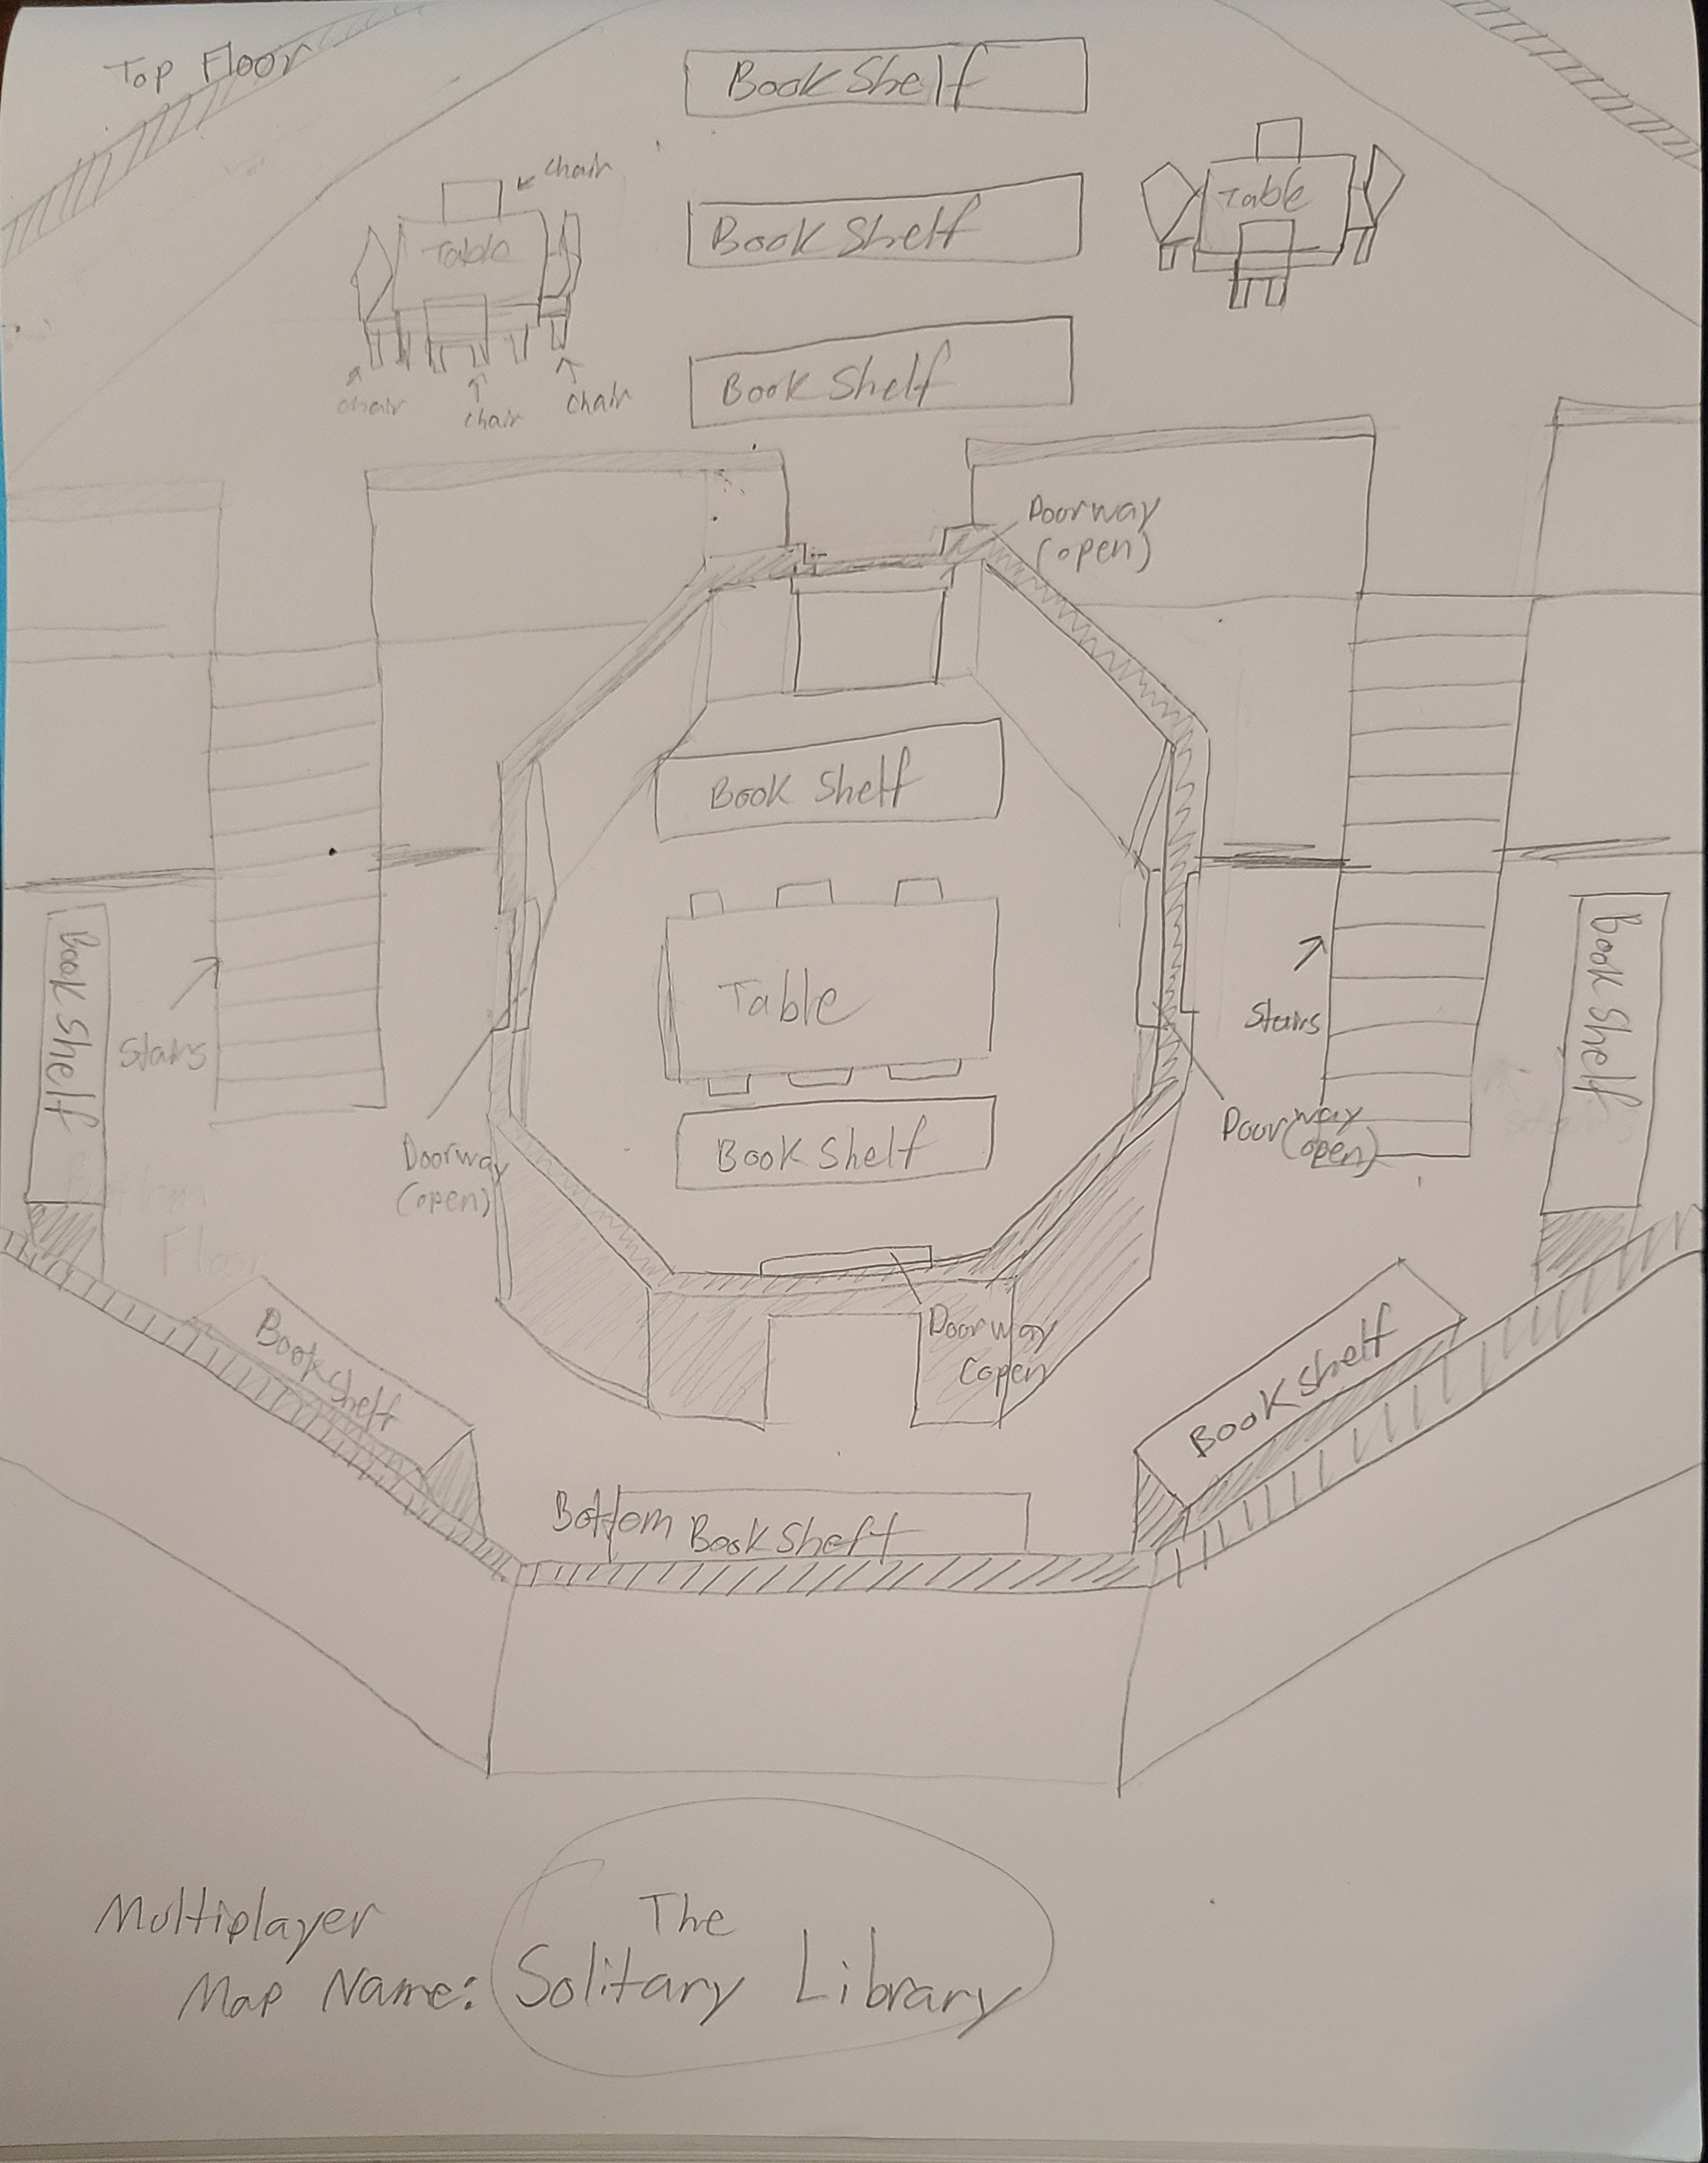 Top Floor
Book Shelf
chair
Table
Table
Book Shelf
Book Shelf
chair
chair
chair
Doorway
(open)
Book Shelf
Book Shelf
Book Shelf
Table
Stairs
Stairs
Doorway
(open)
Doorway
(open)
Book Shelf
Bottom
Floor
Book Shelf
Doorway
(open
Book Shelf
Bottom
Book Shelf
Multiplayer
Map Name:
The
Solitary Library